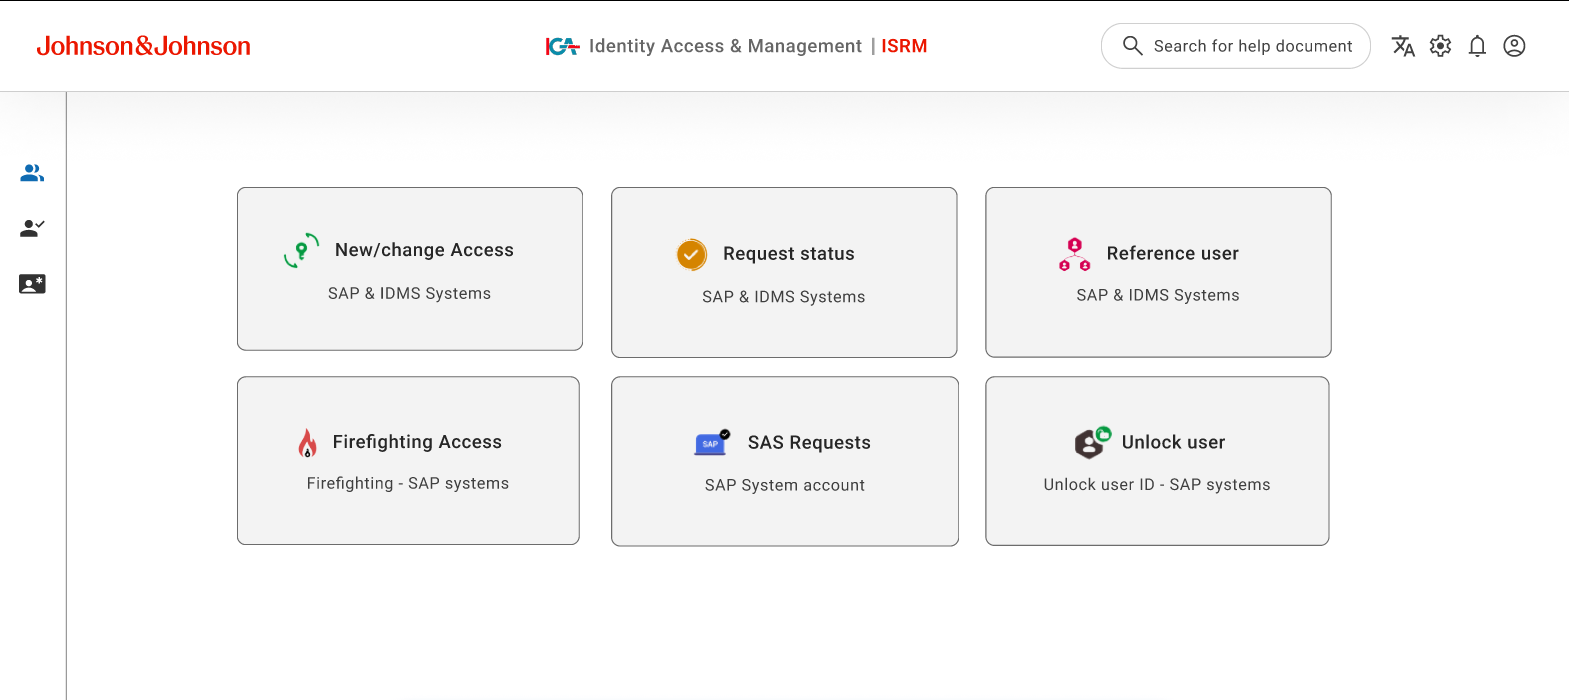 Johnson&Johnson
IGA Identity Access & Management | ISRM
Search for help document
New/change Access
SAP & IDMS Systems
Request status
SAP & IDMS Systems
Reference user
SAP & IDMS Systems
Firefighting Access
Firefighting - SAP systems
SAP
SAS Requests
SAP System account
Unlock user
Unlock user ID - SAP systems